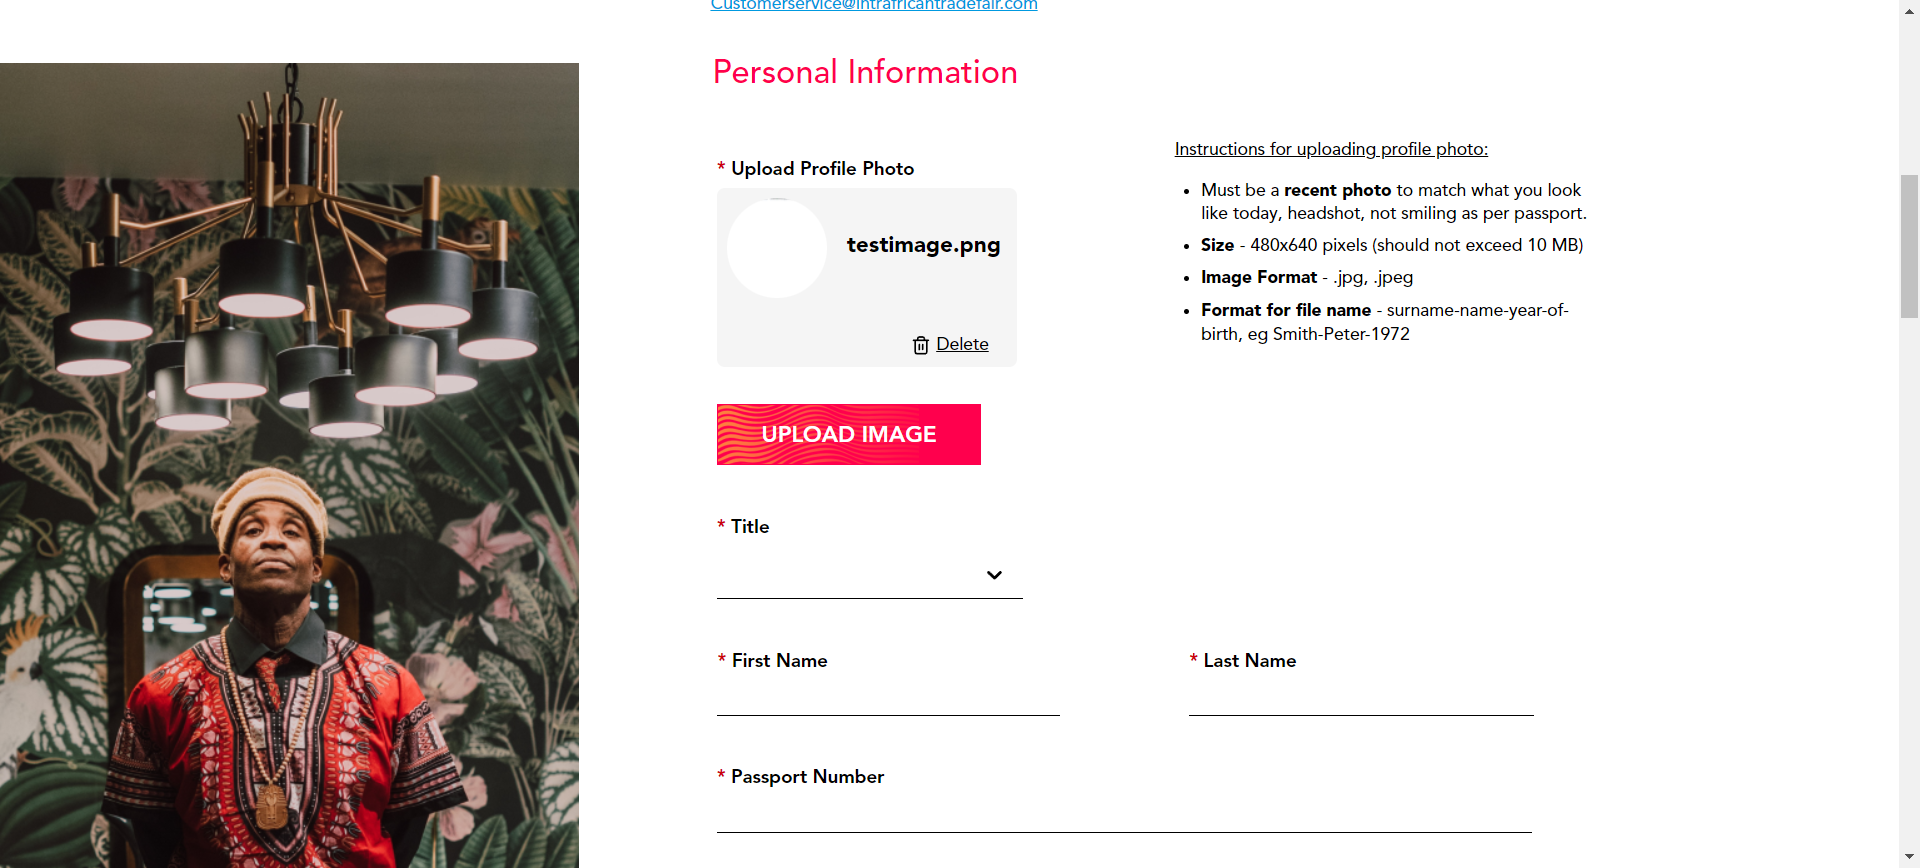 Customerservice@intrafricantradefair.com
Personal Information
* Upload Profile Photo
testimage.png
Delete
UPLOAD IMAGE
Instructions for uploading profile photo:
• Must be a recent photo to match what you look
like today, headshot, not smiling as per passport.
• Size - 480x640 pixels (should not exceed 10 MB)
• Image Format - .jpg, .jpeg
• Format for file name - surname-name-year-of-
birth, eg Smith-Peter-1972
* Title
* First Name
* Last Name
* Passport Number